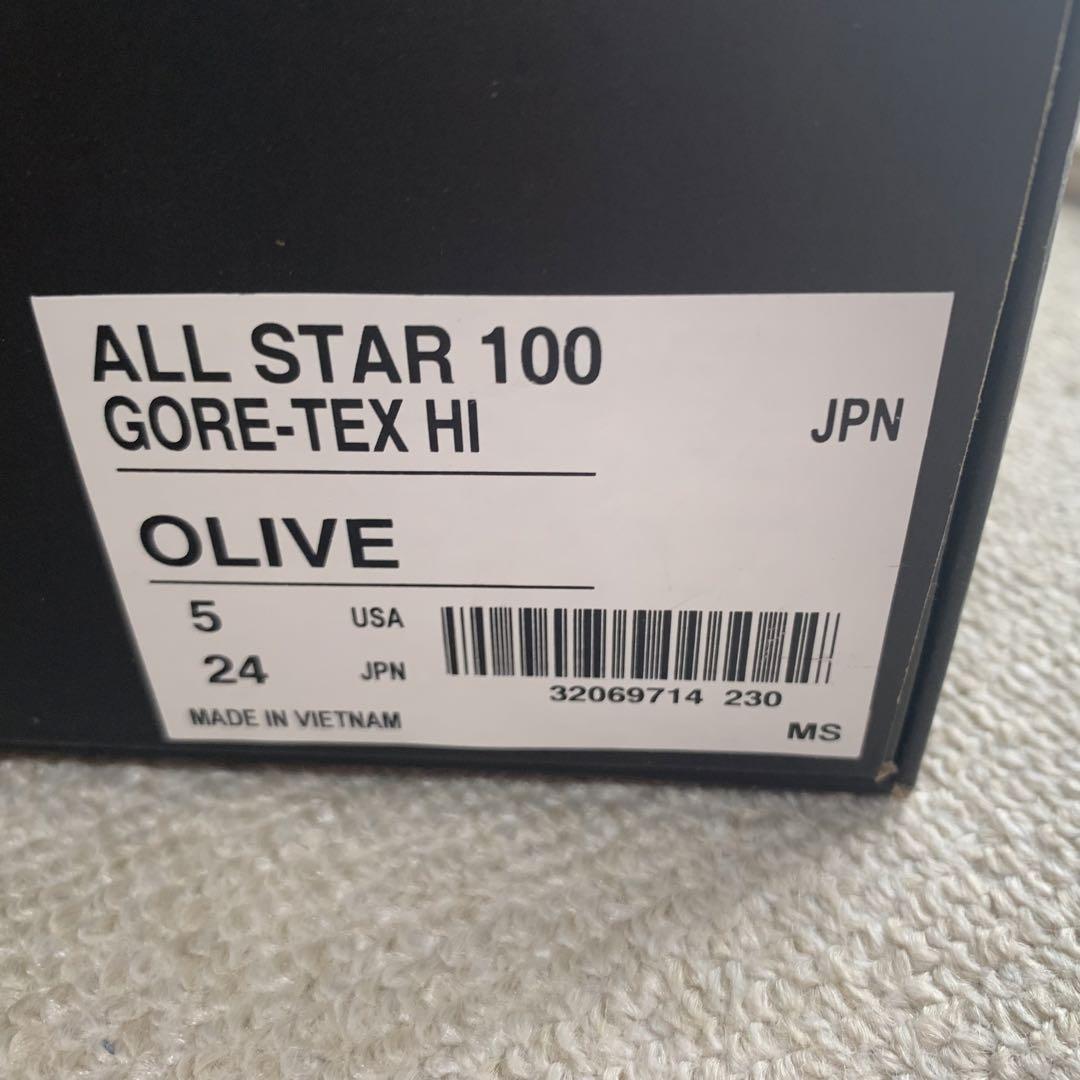 ALL STAR 100
GORE-TEX HI
JPN
OLIVE
5 USA
24 JPN
32069714 230
MADE IN VIETNAM
MS